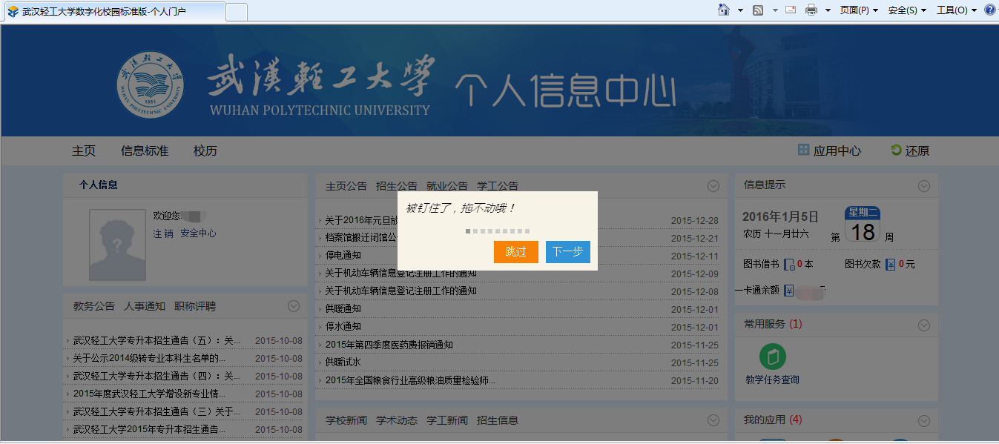 武汉轻工大学数字化校园标准版-个人门户
页面(P) 安全(S) 工具(O)
武漢輕工大學 个人信息中心
WUHAN POLYTECHNIC UNIVERSITY
武漢輕工大學
1951
WUHAN POLYTECHNIC UNIVERSITY
主页 信息标准 校历 应用中心 还原
个人信息
欢迎您
注 销 安全中心
教务公告 人事通知 职称评聘
武汉轻工大学专升本招生通告（五）：关... 2015-10-08
关于公示2014级转专业本科生名单的... 2015-10-08
武汉轻工大学专升本招生通告（四）：关... 2015-10-08
2015年度武汉轻工大学增设新专业情... 2015-10-08
武汉轻工大学专升本招生通告（三）关于... 2015-10-08
武汉轻工大学2015年专升本招生通告... 2015-10-08
主页公告 招生公告 就业公告 学工公告
关于2016年元旦放 2015-12-28
档案馆搬迁闭馆公 2015-12-21
停电通知 2015-12-11
关于机动车辆信息登记注册工作的通知 2015-12-09
关于机动车辆信息登记注册工作的通知 2015-12-08
供暖通知 2015-12-01
停水通知 2015-12-01
2015年第四季度医药费报销通知 2015-11-25
供暖试水 2015-11-25
2015年全国粮食行业高级粮油质量检验师... 2015-11-20
被钉住了，拖不动哦！
跳过 下一步
学校新闻 学术动态 学工新闻 招生信息
信息提示
2016年1月5日
农历 十一月廿六
星期二
第 18 周
图书借书 0 本 图书欠款 ¥ 0 元
一卡通余额 ¥
常用服务 (1)
教学任务查询
我的应用 (4)